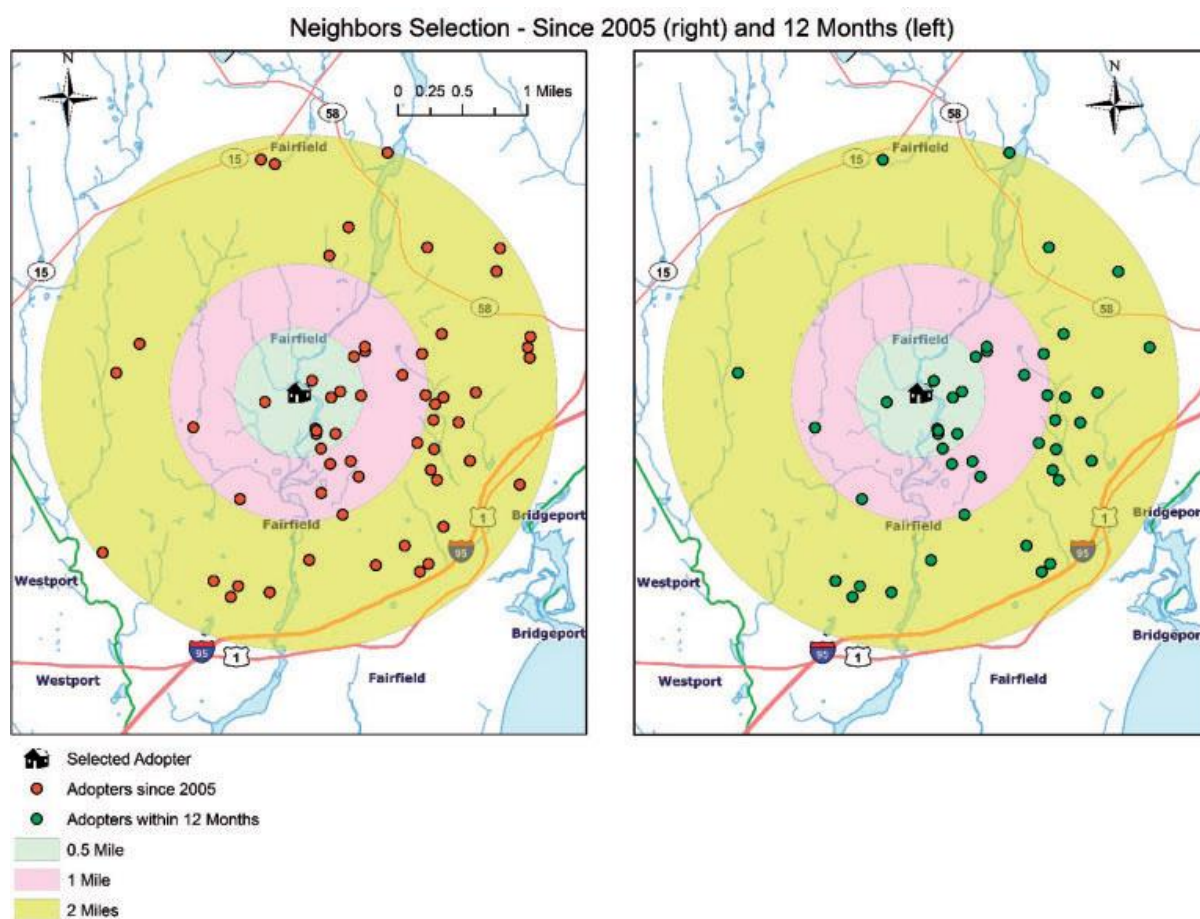 Neighbors Selection - Since 2005 (right) and 12 Months (left)
N
0 0.25 0.5 1 Miles
58
Fairfield
15
15
58
Fairfield
Fairfield
1
Bridgeport
95
Westport
Bridgeport
95
1
Westport
Fairfield
N
58
Fairfield
15
15
58
Fairfield
Fairfield
1
Bridgeport
95
Westport
Bridgeport
95
1
Westport
Fairfield
Selected Adopter
Adopters since 2005
Adopters within 12 Months
0.5 Mile
1 Mile
2 Miles